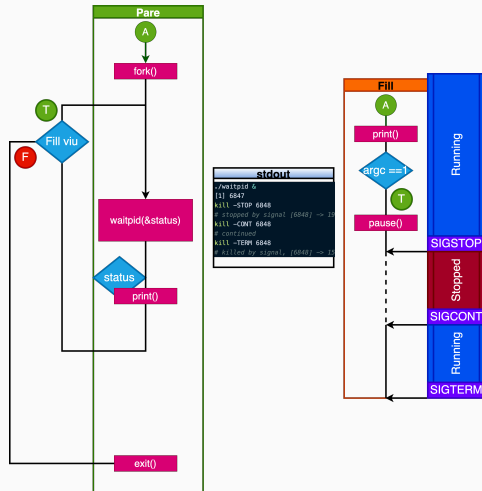 Pare
A
fork()
T
Fill viu
F
waitpid(&status)
status
print()
exit()
stdout
./waitpid &
[1] 6847
kill -STOP 6848
# stopped by signal [6848] -> 19
kill -CONT 6848
# continued
kill -TERM 6848
# killed by signal, [6848] -> 15
Fill
A
print()
argc ==1
T
pause()
Running
SIGSTOP
Stopped
SIGCONT
Running
SIGTERM